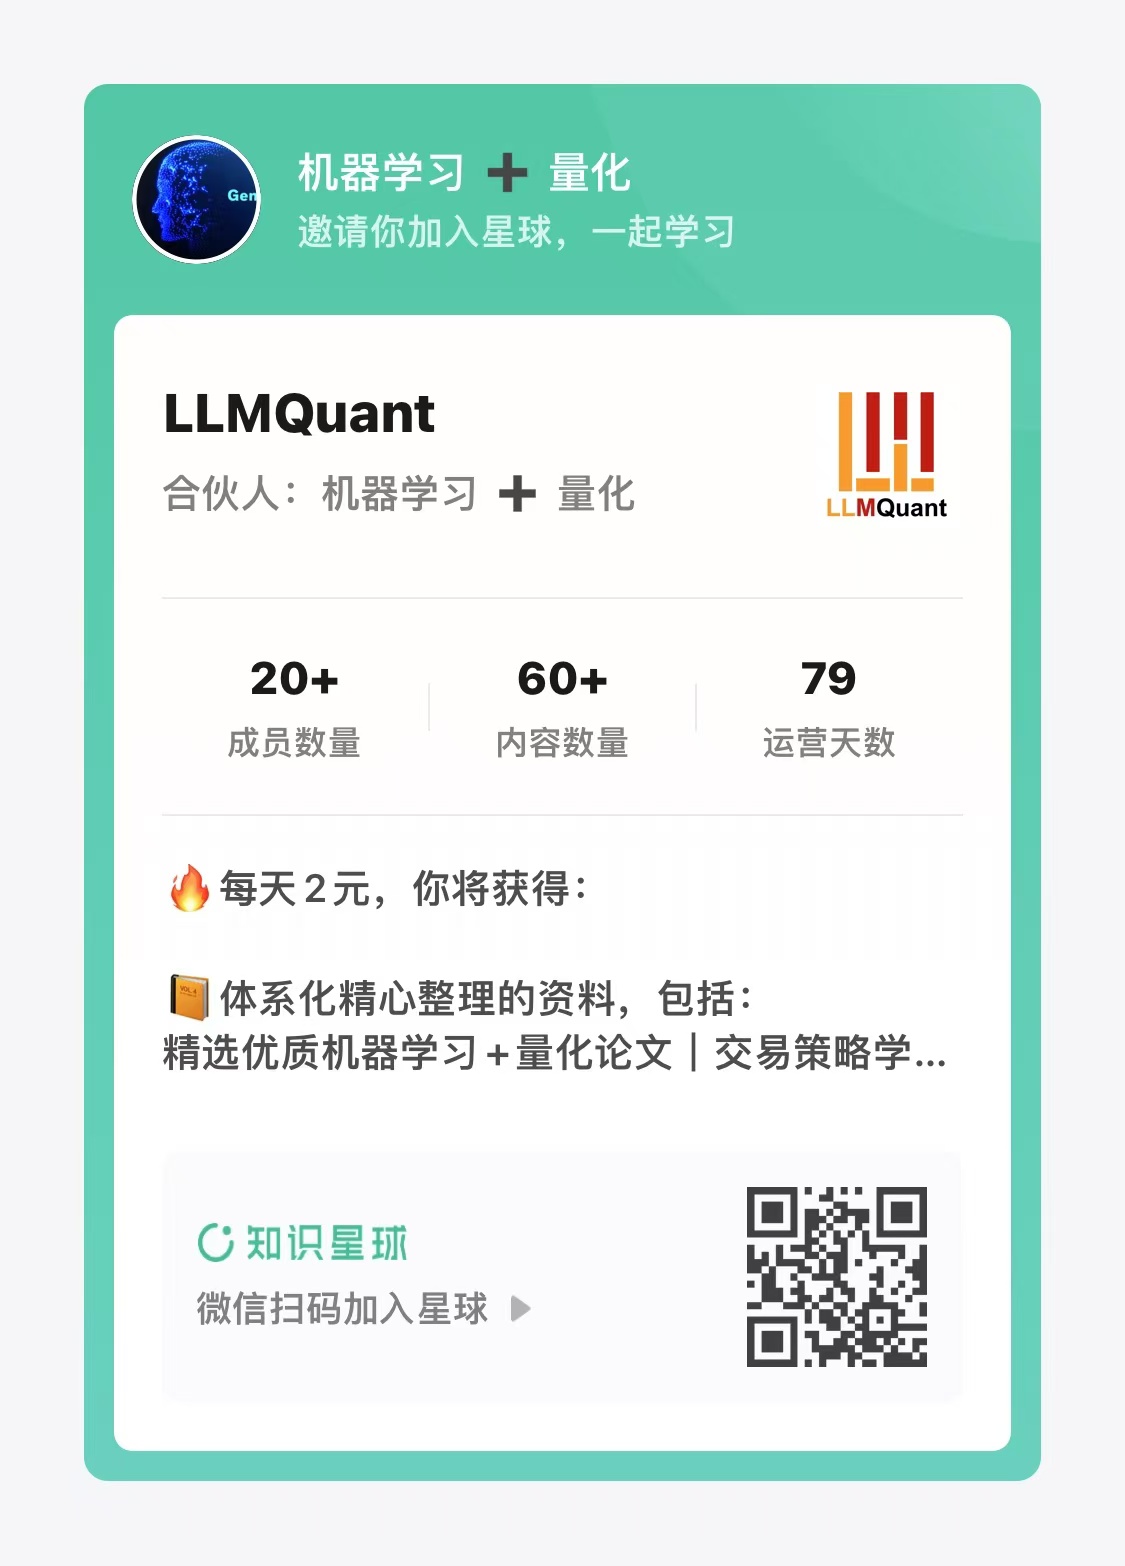 Gen
机器学习 ➕ 量化
邀请你加入星球，一起学习
LLMQuant
合伙人：机器学习 ➕ 量化
LLMQuant
20+
成员数量
60+
内容数量
79
运营天数
🔥每天2元，你将获得：
📔体系化精心整理的资料，包括：
精选优质机器学习+量化论文｜交易策略学...
知识星球
微信扫码加入星球 ▶